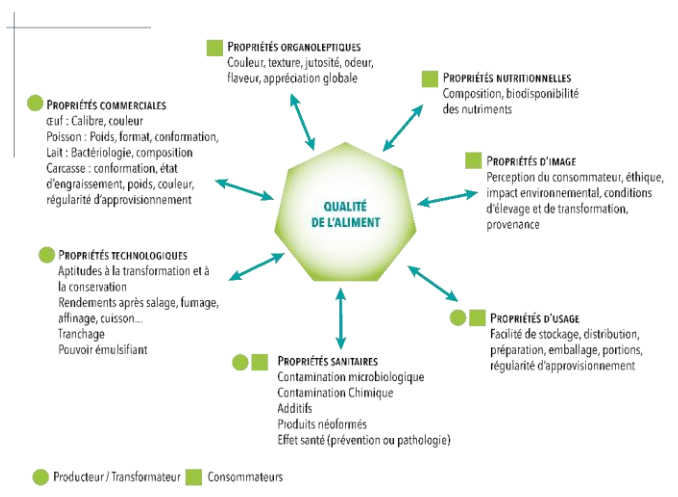 PROPRIÉTÉS ORGANOLEPTIQUES
Couleur, texture, jutosité, odeur,
flaveur, appréciation globale
PROPRIÉTÉS NUTRITIONNELLES
Composition, biodisponibilité
des nutriments
PROPRIÉTÉS COMMERCIALES
Œuf : Calibre, couleur
Poisson : Poids, format, conformation,
Lait : Bactériologie, composition
Carcasse : conformation, état
d'engraissement, poids, couleur,
régularité d'approvisionnement
PROPRIÉTÉS D'IMAGE
Perception du consommateur, éthique,
impact environnemental, conditions
d'élevage et de transformation,
provenance
QUALITÉ
DE L'ALIMENT
PROPRIÉTÉS TECHNOLOGIQUES
Aptitudes à la transformation et à
la conservation
Rendements après salage, fumage,
affinage, cuisson...
Tranchage
Pouvoir émulsifiant
PROPRIÉTÉS D'USAGE
Facilité de stockage, distribution,
préparation, emballage, portions,
régularité d'approvisionnement
PROPRIÉTÉS SANITAIRES
Contamination microbiologique
Contamination Chimique
Additifs
Produits néoformés
Effet santé (prévention ou pathologie)
Producteur / Transformateur
Consommateurs